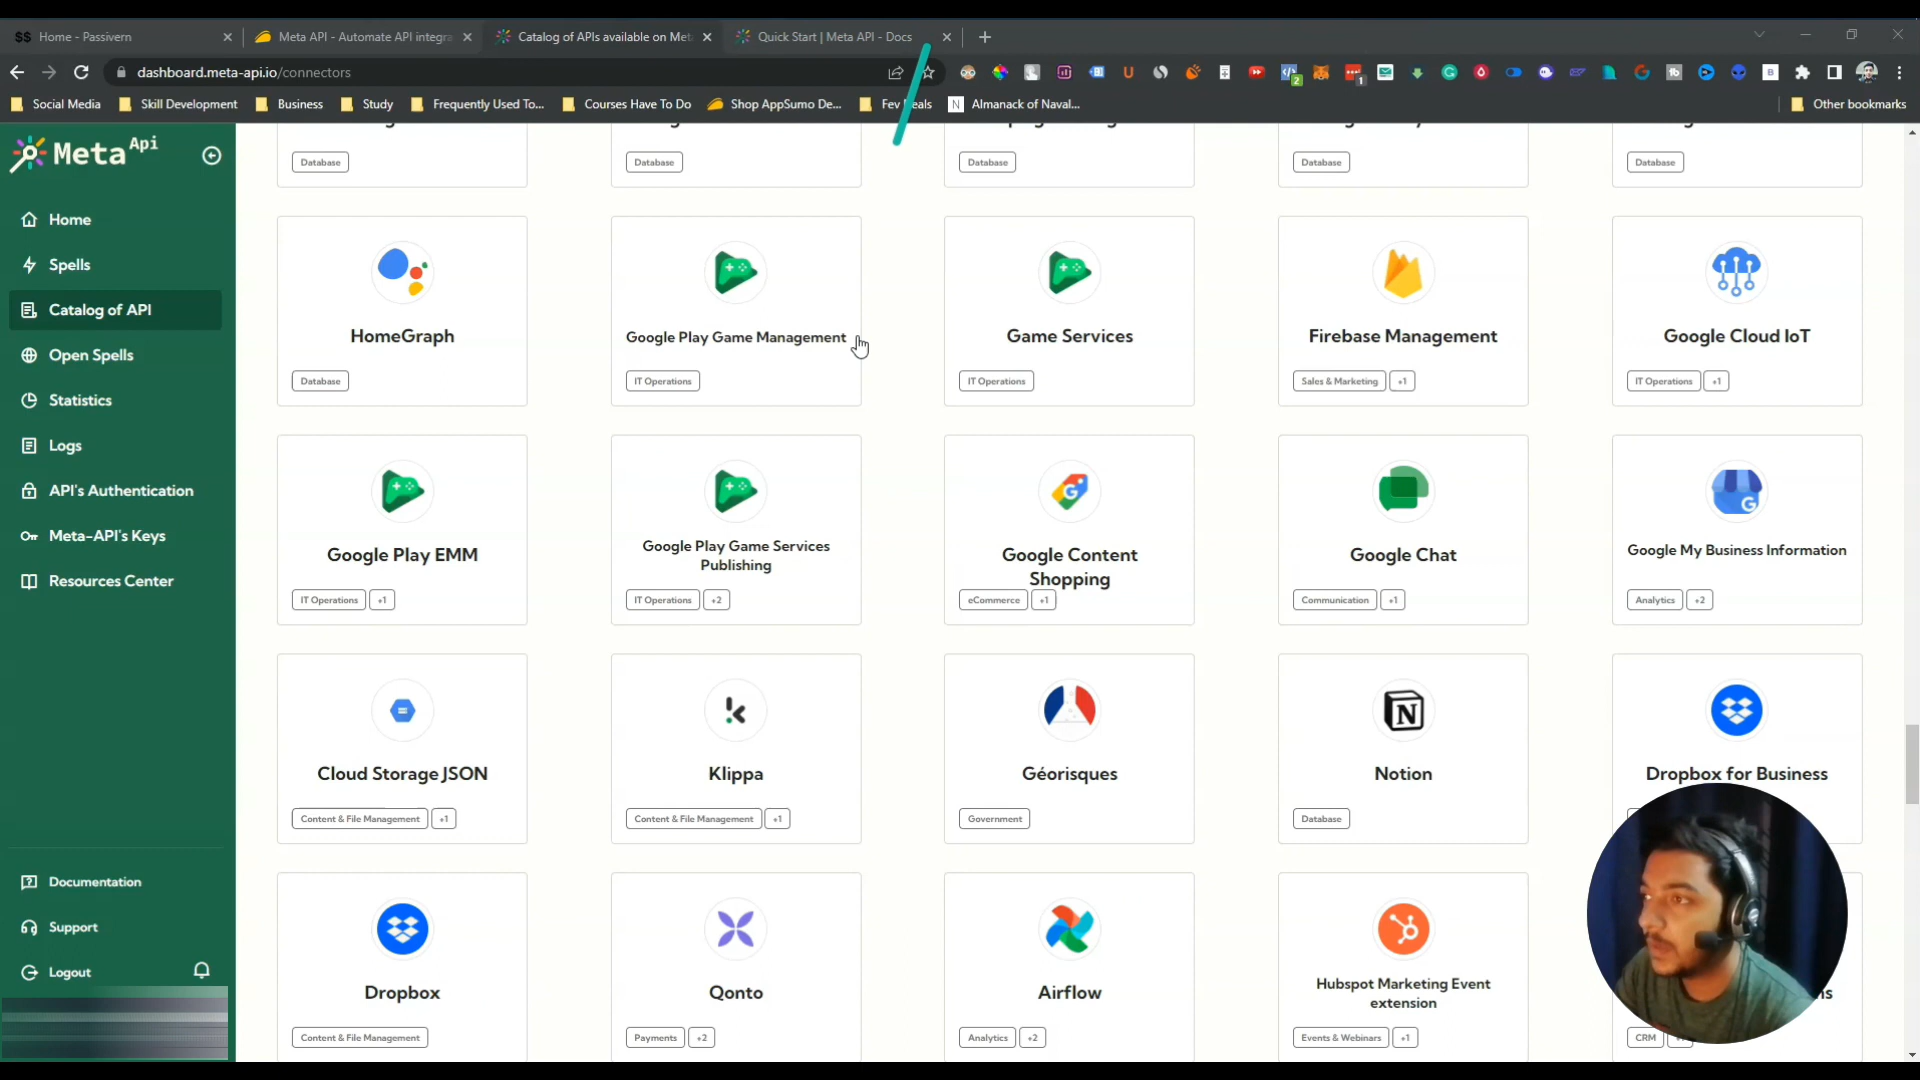 Home - Passivern
Meta API - Automate API integra
Catalog of APIs available on Met
Quick Start | Meta API - Docs
dashboard.meta-api.io/connectors
Social Media
Skill Development
Business
Study
Frequently Used To...
Courses Have To Do
Shop AppSumo De...
Fev Deals
Almanack of Naval...
Other bookmarks
Meta Api
Home
Spells
Catalog of API
Open Spells
Statistics
Logs
API's Authentication
Meta-API's Keys
Resources Center
Documentation
Support
Logout
Database
Database
Database
Database
Database
HomeGraph
Database
Google Play Game Management
IT Operations
Game Services
IT Operations
Firebase Management
Sales & Marketing +1
Google Cloud IoT
IT Operations +1
Google Play EMM
IT Operations +1
Google Play Game Services
Publishing
IT Operations +2
Google Content
Shopping
eCommerce +1
Google Chat
Communication +1
Google My Business Information
Analytics +2
Cloud Storage JSON
Content & File Management +1
Klippa
Content & File Management +1
Géorisques
Government
Notion
Database
Dropbox for Business
Dropbox
Content & File Management
Qonto
Payments +2
Airflow
Analytics +2
Hubspot Marketing Event
extension
Events & Webinars +1
CRM